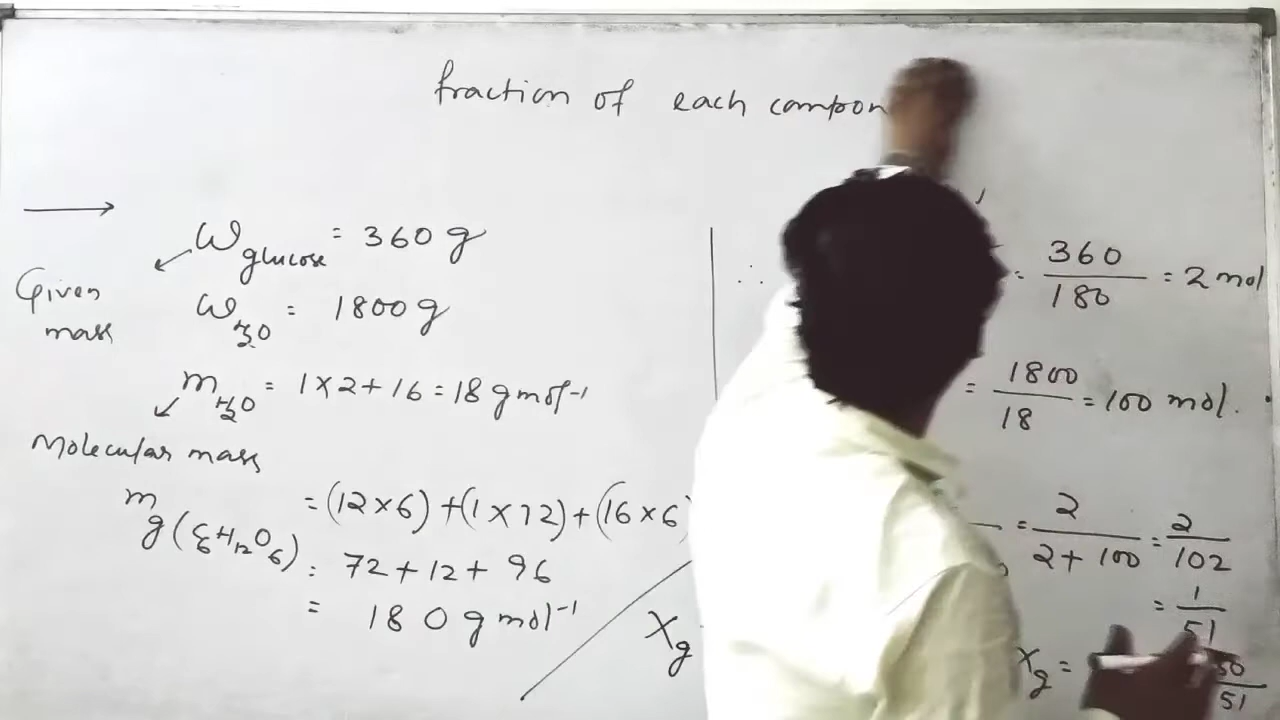 fraction of each compon
W glucose = 360 g
Given mass
W H2O = 1800 g
m H2O = 1 x 2 + 16 = 18 g mol⁻¹
Molecular mass
m g (C6H12O6) = (12 x 6) + (1 x 12) + (16 x 6)
= 72 + 12 + 96
= 180 g mol⁻¹
Xg
∴ = 360/180 = 2 mol
= 1800/18 = 100 mol.
= 2/2+100 = 2/102
= 1/51
Xg = 50/51